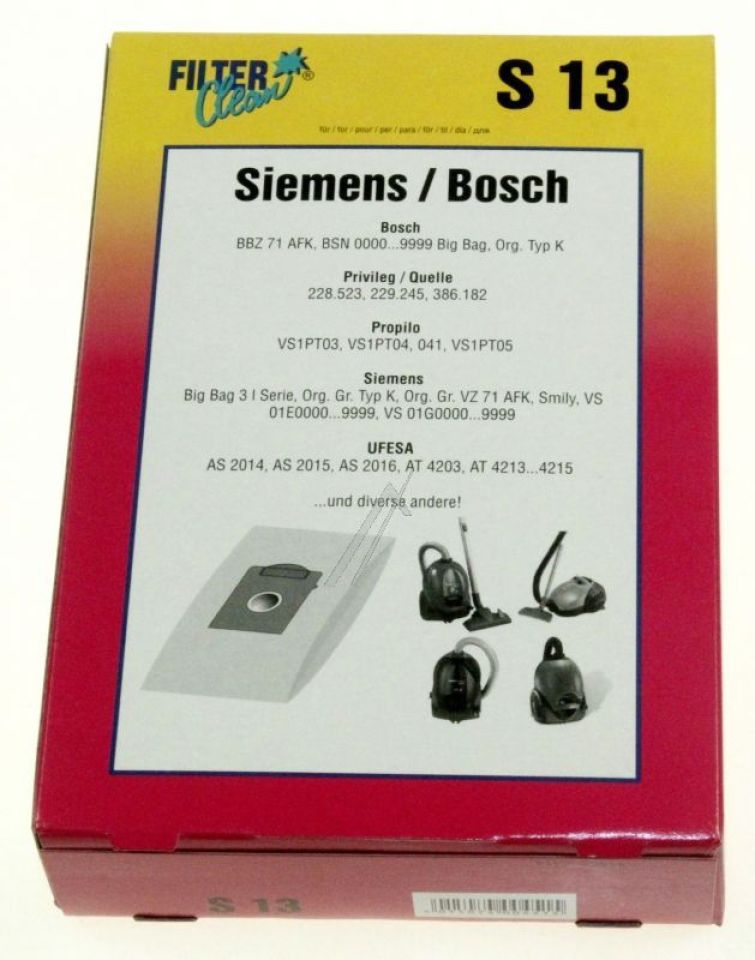 FILTER
Clean ®
S 13
für / for / pour / per / para / för / til / dla / для
Siemens / Bosch
Bosch
BBZ 71 AFK, BSN 0000...9999 Big Bag, Org. Typ K
Privileg / Quelle
228.523, 229.245, 386.182
Propilo
VS1PT03, VS1PT04, 041, VS1PT05
Siemens
Big Bag 3 l Serie, Org. Gr. Typ K, Org. Gr. VZ 71 AFK, Smily, VS
01E0000...9999, VS 01G0000...9999
UFESA
AS 2014, AS 2015, AS 2016, AT 4203, AT 4213...4215
...und diverse andere!
S 13